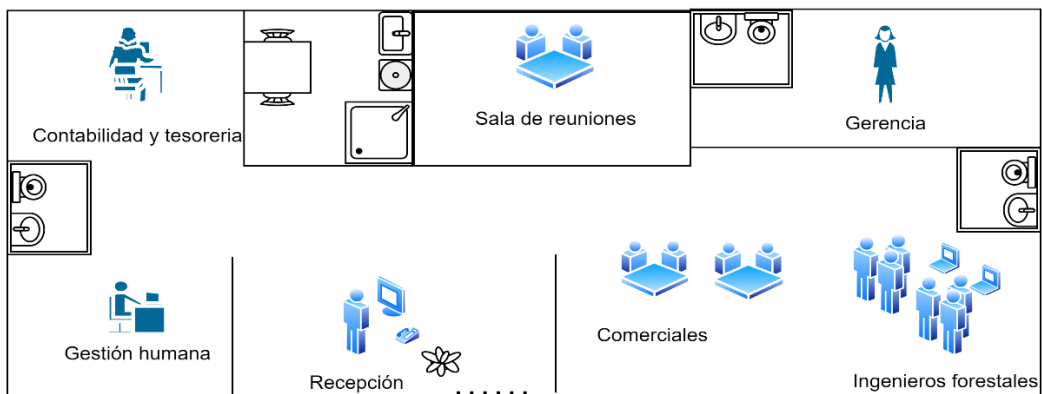 Contabilidad y tesoreria
Sala de reuniones
Gerencia
Gestión humana
Recepción
Comerciales
Ingenieros forestales